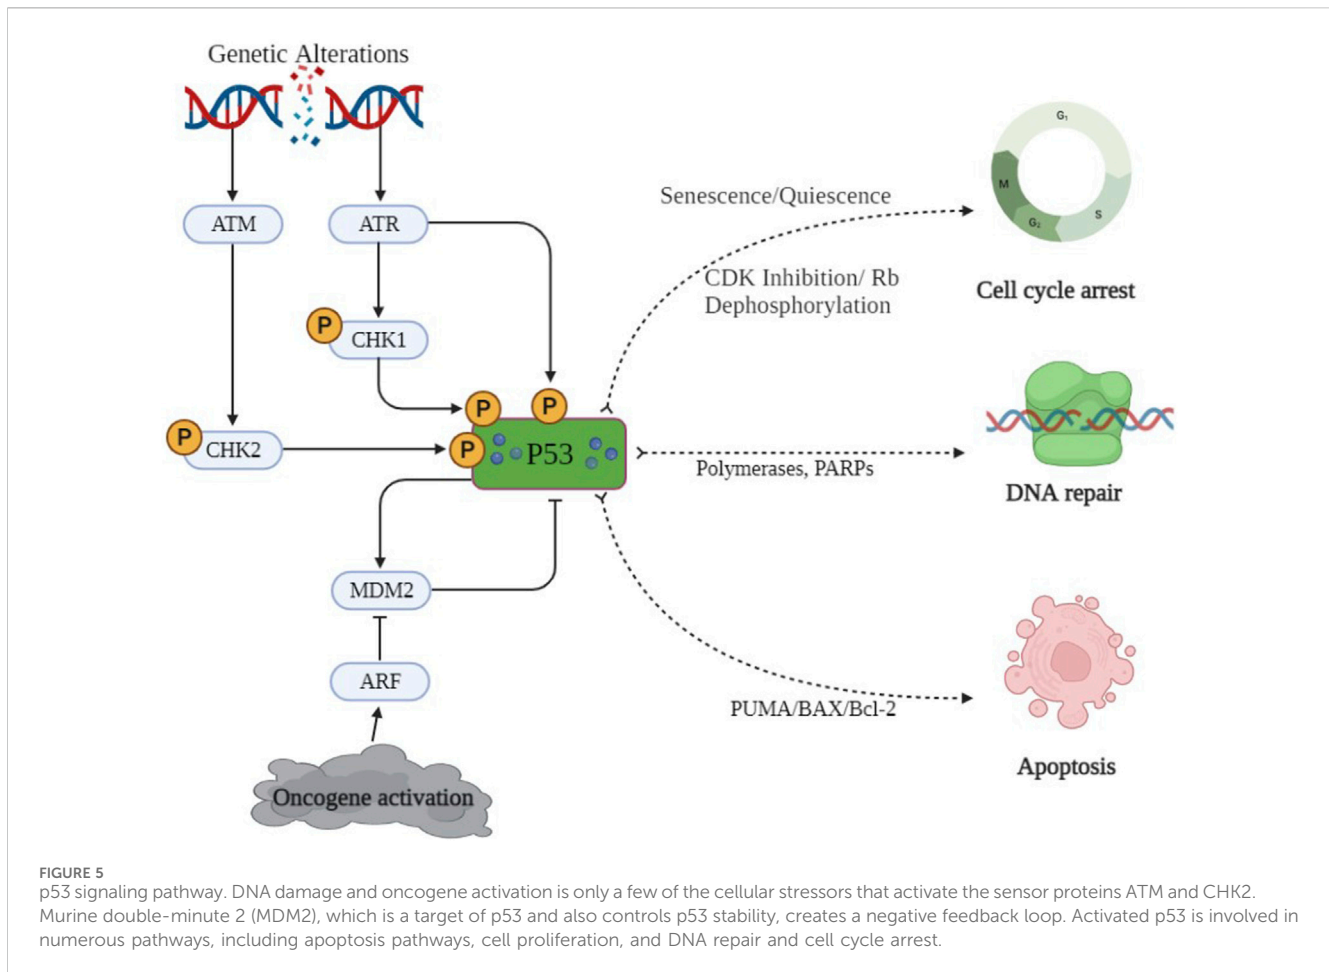 Genetic Alterations
ATM
ATR
P
CHK1
P
CHK2
P
P
P
P53
MDM2
ARF
Oncogene activation
Senescence/Quiescence
CDK Inhibition/ Rb
Dephosphorylation
G₁
M
G₂
S
Cell cycle arrest
Polymerases, PARPs
DNA repair
PUMA/BAX/Bcl-2
Apoptosis
FIGURE 5
p53 signaling pathway. DNA damage and oncogene activation is only a few of the cellular stressors that activate the sensor proteins ATM and CHK2.
Murine double-minute 2 (MDM2), which is a target of p53 and also controls p53 stability, creates a negative feedback loop. Activated p53 is involved in
numerous pathways, including apoptosis pathways, cell proliferation, and DNA repair and cell cycle arrest.